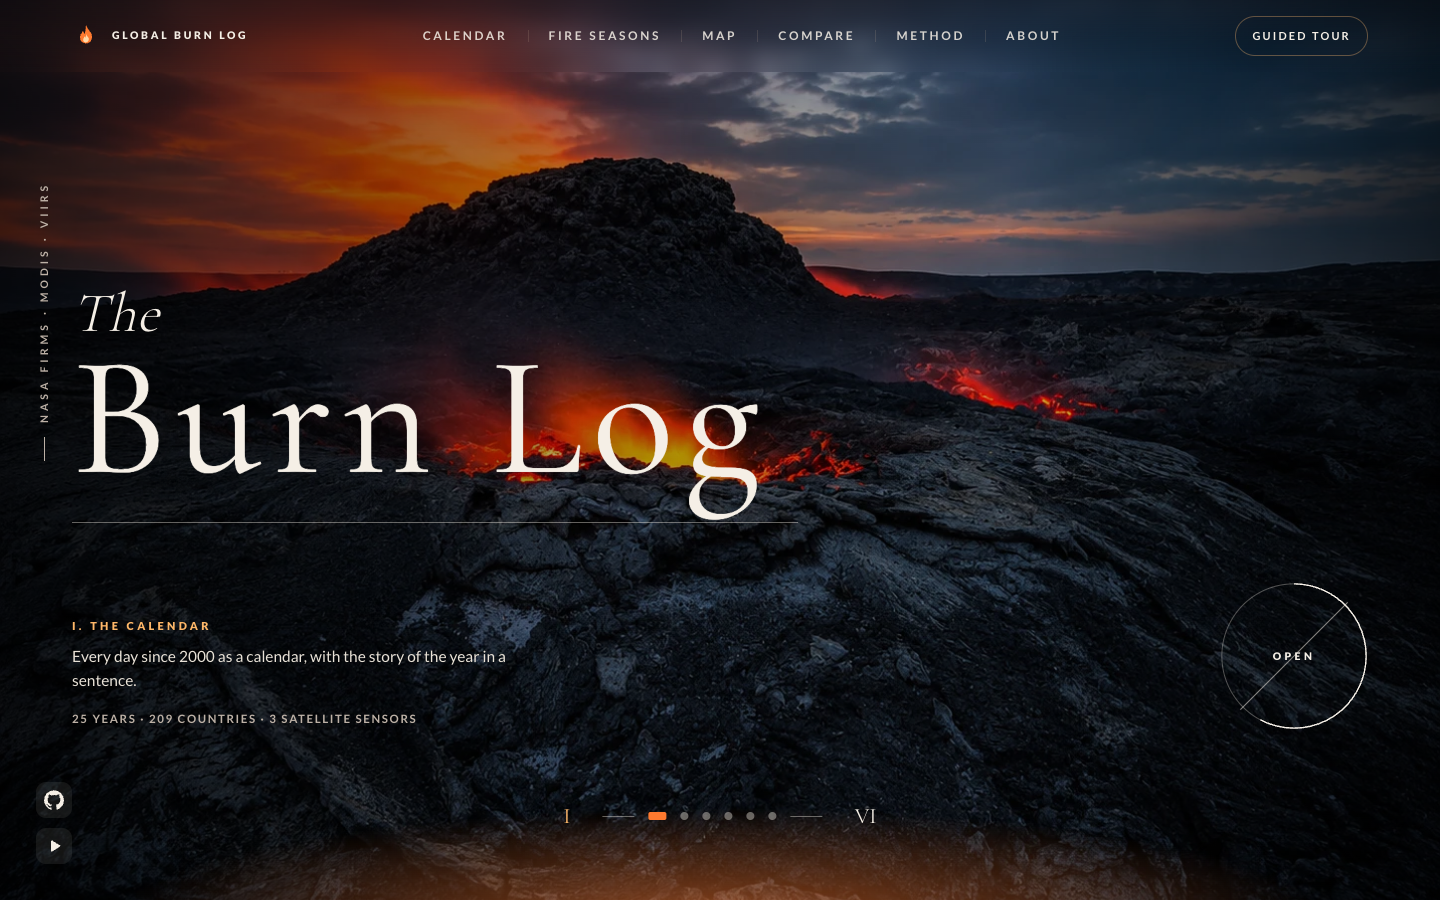 GLOBAL BURN LOG
CALENDAR
FIRE SEASONS
MAP
COMPARE
METHOD
ABOUT
GUIDED TOUR
NASA FIRMS · MODIS · VIIRS
The
Burn Log
I. THE CALENDAR
Every day since 2000 as a calendar, with the story of the year in a
sentence.
25 YEARS · 209 COUNTRIES · 3 SATELLITE SENSORS
OPEN
I
VI